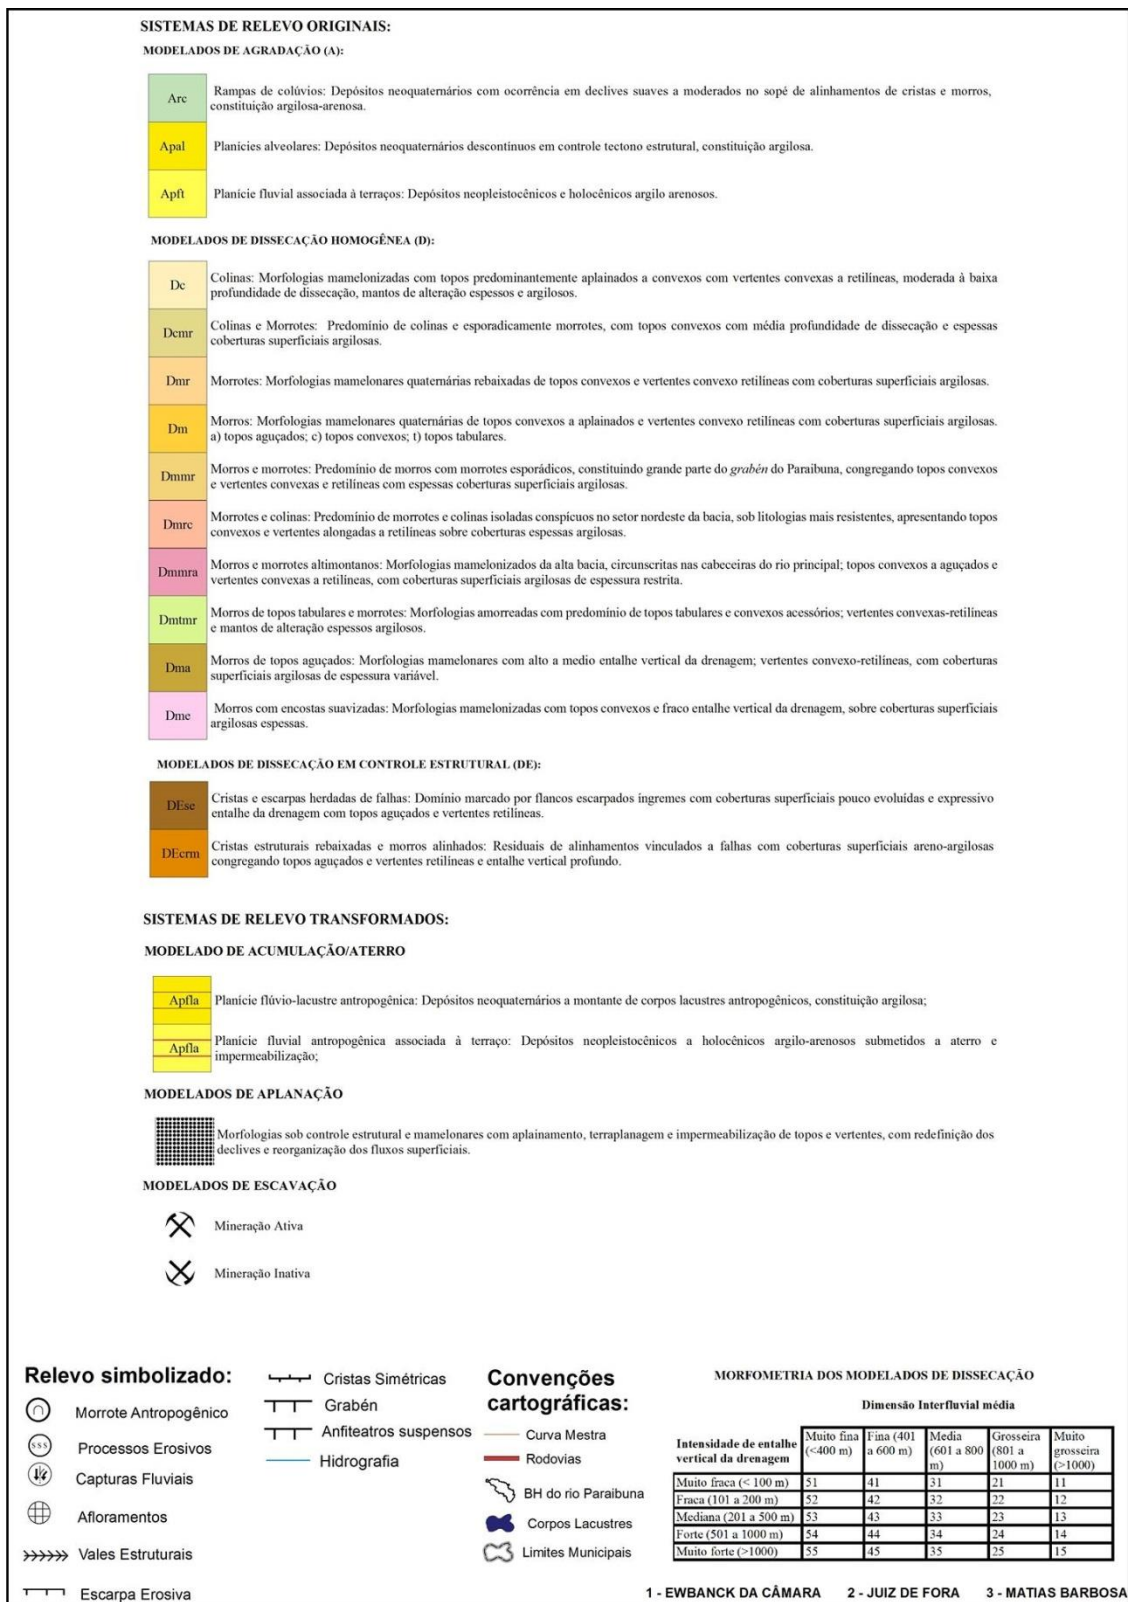 SISTEMAS DE RELEVO ORIGINAIS:
MODELADOS DE AGRADAÇÃO (A):
Arc
Rampas de colúvios: Depósitos neoquaternários com ocorrência em declives suaves a moderados no sopé de alinhamentos de cristas e morros,
constituição argilosa-arenosa.
Apal
Planícies alveolares: Depósitos neoquaternários descontínuos em controle tectono estrutural, constituição argilosa.
Apft
Planície fluvial associada à terraços: Depósitos neopleistocênicos e holocênicos argilo arenosos.
MODELADOS DE DISSECAÇÃO HOMOGÊNEA (D):
Dc
Colinas: Morfologias mamelonizadas com topos predominantemente aplainados a convexos com vertentes convexas a retilíneas, moderada à baixa
profundidade de dissecação, mantos de alteração espessos e argilosos.
Dcmr
Colinas e Morrotes: Predomínio de colinas e esporadicamente morrotes, com topos convexos com média profundidade de dissecação e espessas
coberturas superficiais argilosas.
Dmr
Morrotes: Morfologias mamelonares quaternárias rebaixadas de topos convexos e vertentes convexo retilíneas com coberturas superficiais argilosas.
Dm
Morros: Morfologias mamelonares quaternárias de topos convexos a aplainados e vertentes convexo retilíneas com coberturas superficiais argilosas.
a) topos aguçados; c) topos convexos; t) topos tabulares.
Dmmr
Morros e morrotes: Predomínio de morros com morrotes esporádicos, constituindo grande parte do grabén do Paraibuna, congregando topos convexos
e vertentes convexas e retilíneas com espessas coberturas superficiais argilosas.
Dmrc
Morrotes e colinas: Predomínio de morrotes e colinas isoladas conspícuos no setor nordeste da bacia, sob litologias mais resistentes, apresentando topos
convexos e vertentes alongadas a retilíneas sobre coberturas espessas argilosas.
Dmmra
Morros e morrotes altimontanos: Morfologias mamelonizados da alta bacia, circunscritas nas cabeceiras do rio principal; topos convexos a aguçados e
vertentes convexas a retilíneas, com coberturas superficiais argilosas de espessura restrita.
Dmtmr
Morros de topos tabulares e morrotes: Morfologias amorreadas com predomínio de topos tabulares e convexos acessórios; vertentes convexas-retilíneas
e mantos de alteração espessos argilosos.
Dma
Morros de topos aguçados: Morfologias mamelonares com alto a medio entalhe vertical da drenagem; vertentes convexo-retilíneas, com coberturas
superficiais argilosas de espessura variável.
Dme
Morros com encostas suavizadas: Morfologias mamelonizadas com topos convexos e fraco entalhe vertical da drenagem, sobre coberturas superficiais
argilosas espessas.
MODELADOS DE DISSECAÇÃO EM CONTROLE ESTRUTURAL (DE):
DEse
Cristas e escarpas herdadas de falhas: Domínio marcado por flancos escarpados íngremes com coberturas superficiais pouco evoluídas e expressivo
entalhe da drenagem com topos aguçados e vertentes retilíneas.
DEcrm
Cristas estruturais rebaixadas e morros alinhados: Residuais de alinhamentos vinculados a falhas com coberturas superficiais areno-argilosas
congregando topos aguçados e vertentes retilíneas e entalhe vertical profundo.
SISTEMAS DE RELEVO TRANSFORMADOS:
MODELADO DE ACUMULAÇÃO/ATERRO
Apfla
Planície flúvio-lacustre antropogênica: Depósitos neoquaternários a montante de corpos lacustres antropogênicos, constituição argilosa;
Apfla
Planície fluvial antropogênica associada à terraço: Depósitos neopleistocênicos a holocênicos argilo-arenosos submetidos a aterro e
impermeabilização;
MODELADOS DE APLANAÇÃO
Morfologias sob controle estrutural e mamelonares com aplainamento, terraplanagem e impermeabilização de topos e vertentes, com redefinição dos
declives e reorganização dos fluxos superficiais.
MODELADOS DE ESCAVAÇÃO
Mineração Ativa
Mineração Inativa
Relevo simbolizado:
Morrote Antropogênico
SSS
Processos Erosivos
Capturas Fluviais
Afloramentos
Vales Estruturais
Escarpa Erosiva
Cristas Simétricas
Grabén
Anfiteatros suspensos
Hidrografia
Convenções
cartográficas:
Curva Mestra
Rodovias
BH do rio Paraibuna
Corpos Lacustres
Limites Municipais
MORFOMETRIA DOS MODELADOS DE DISSECAÇÃO
Dimensão Interfluvial média
Intensidade de entalhe vertical da drenagem | Muito fina (<400 m) | Fina (401 a 600 m) | Media (601 a 800 m) | Grosseira (801 a 1000 m) | Muito grosseira (>1000)
Muito fraca (< 100 m) 51 41 31 21 11
Fraca (101 a 200 m) 52 42 32 22 12
Mediana (201 a 500 m) 53 43 33 23 13
Forte (501 a 1000 m) 54 44 34 24 14
Muito forte (>1000) 55 45 35 25 15
1 - EWBANCK DA CÂMARA 2 - JUIZ DE FORA 3 - MATIAS BARBOSA